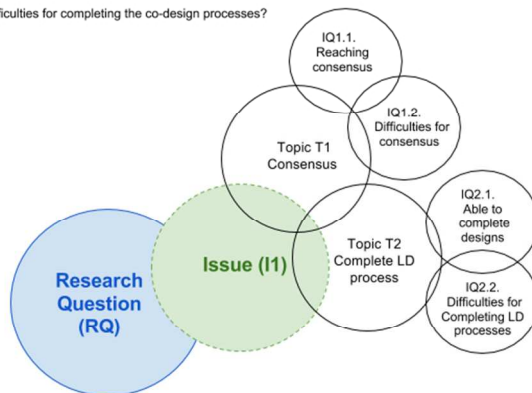 ficulties for completing the co-design processes?
IQ1.1.
Reaching
consensus
IQ1.2.
Difficulties for
consensus
Topic T1
Consensus
IQ2.1.
Able to
complete
designs
Topic T2
Complete LD
process
Issue (I1)
IQ2.2.
Difficulties for
Completing LD
processes
Research
Question
(RQ)